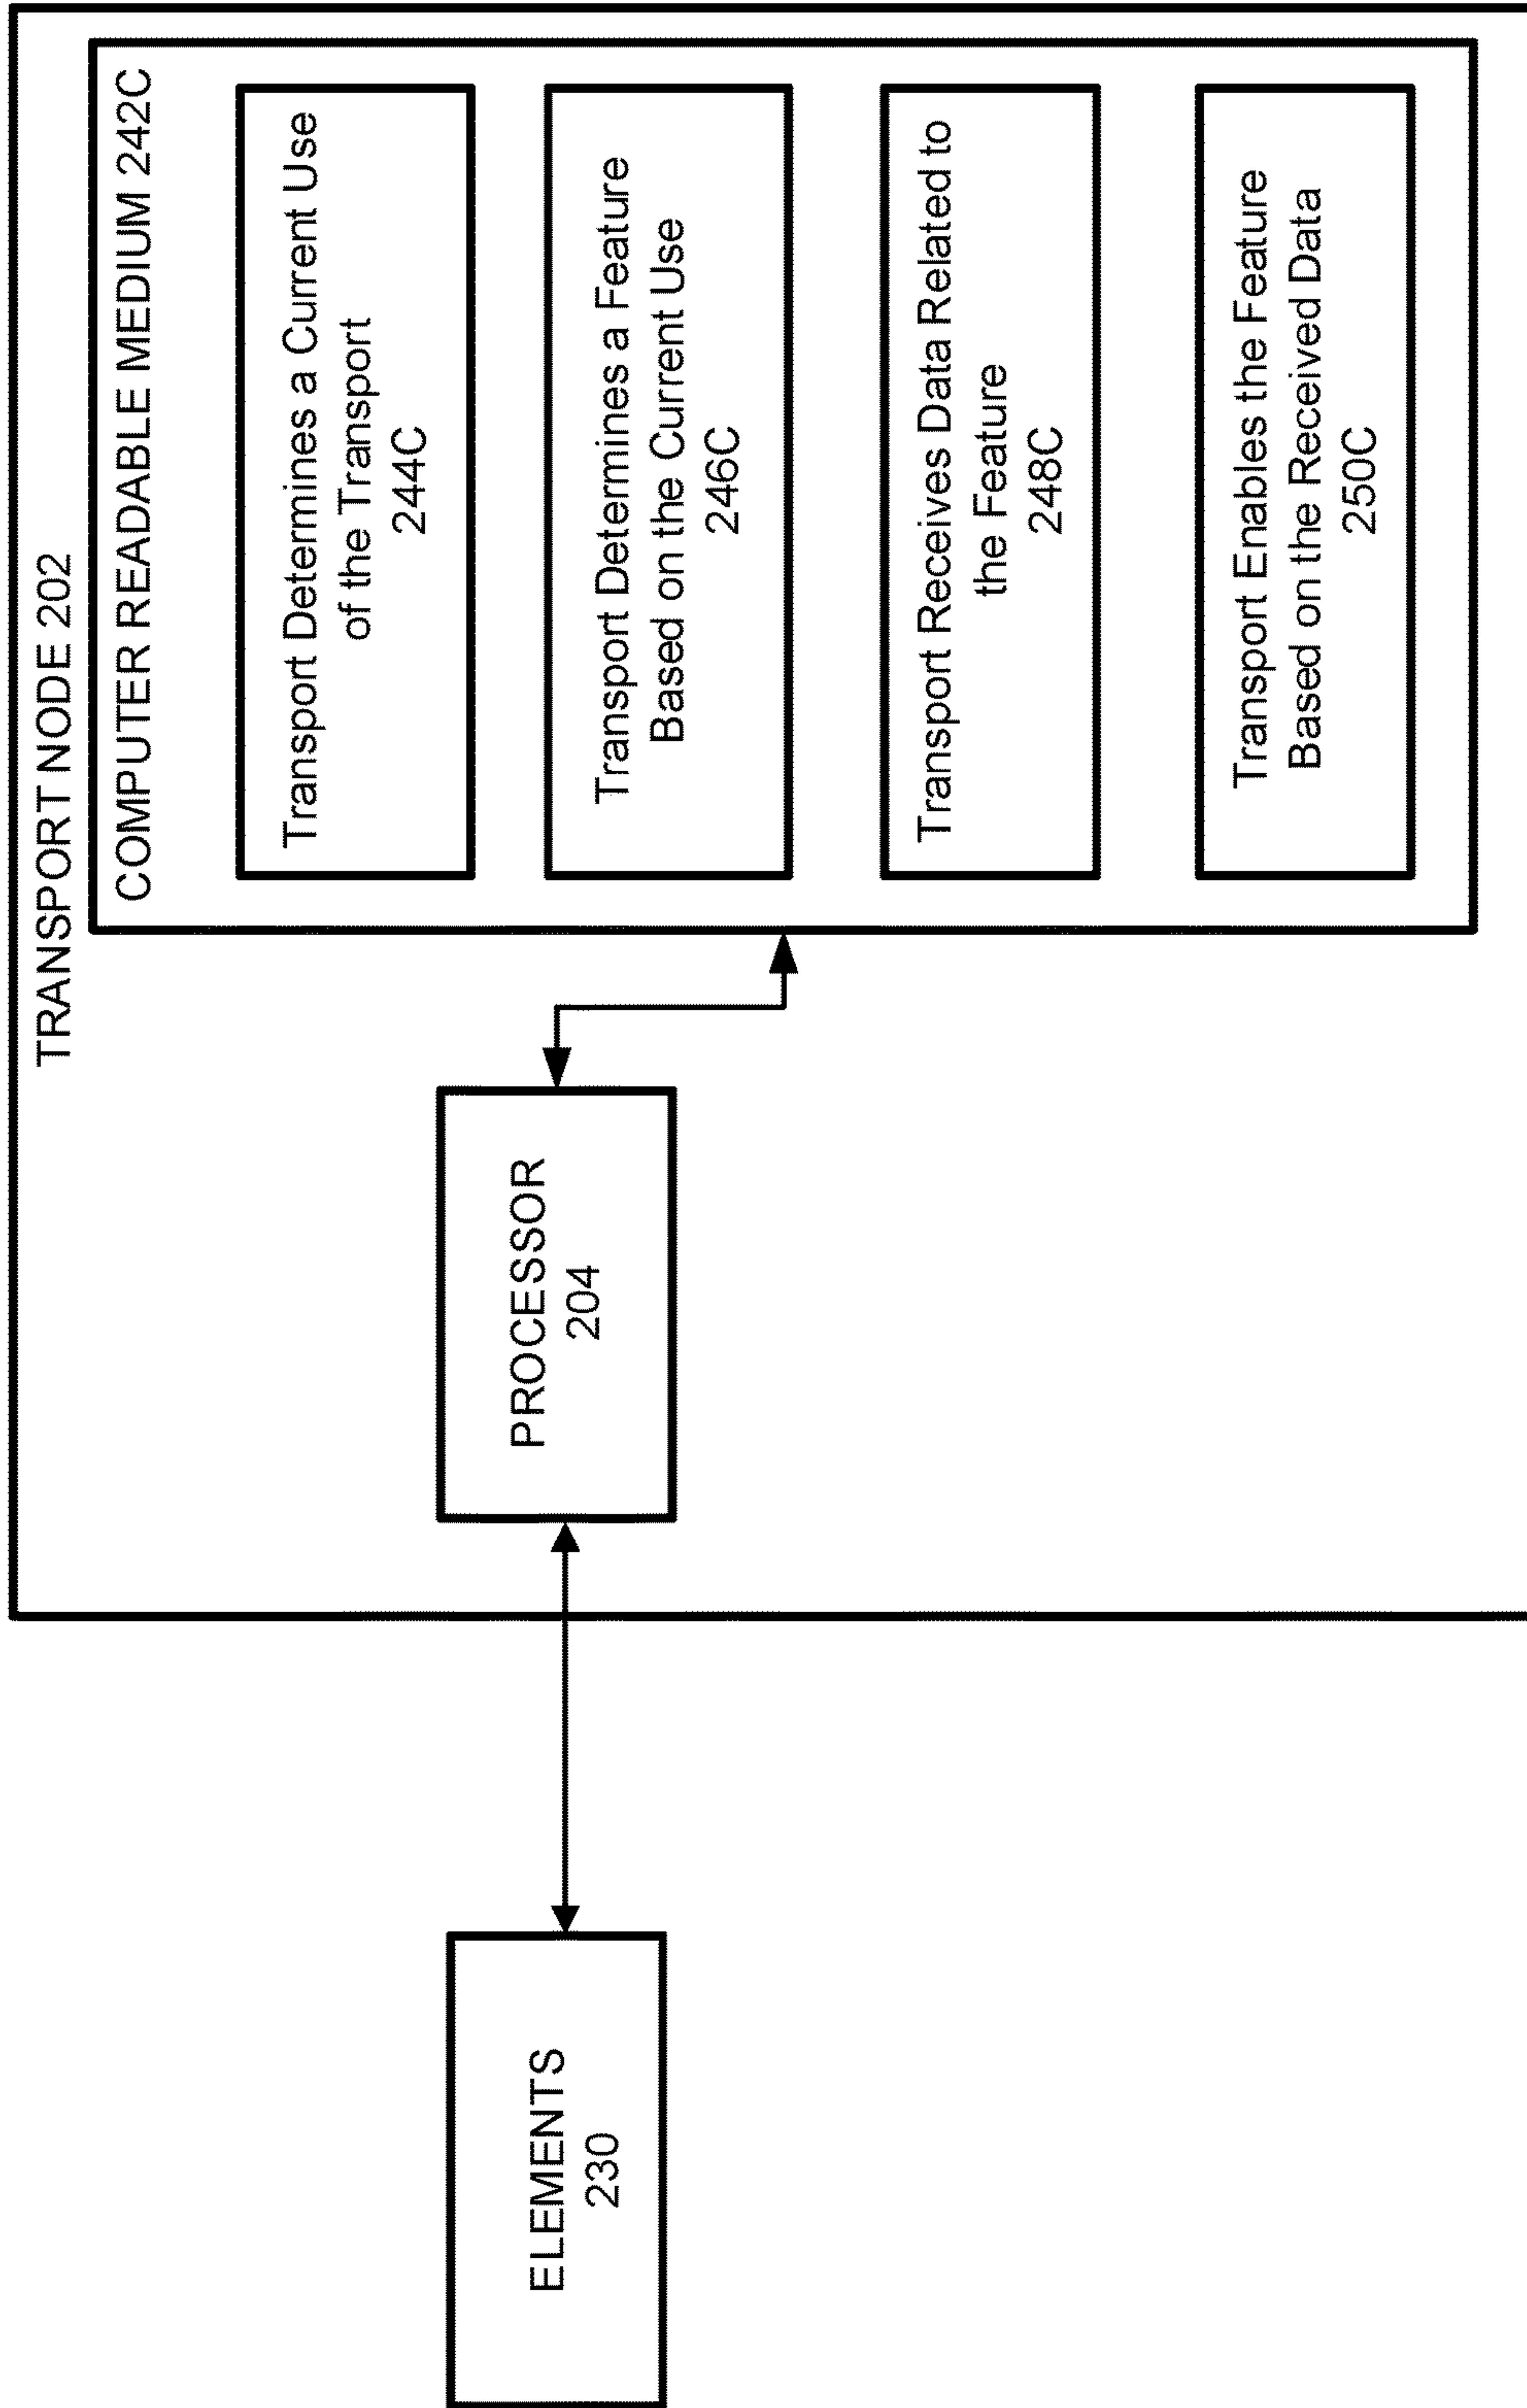 TRANSPORT NODE 202
COMPUTER READABLE MEDIUM 242C
Transport Determines a Current Use
of the Transport
244C
Transport Determines a Feature
Based on the Current Use
246C
Transport Receives Data Related to
the Feature
248C
Transport Enables the Feature
Based on the Received Data
250C
PROCESSOR
204
ELEMENTS
230